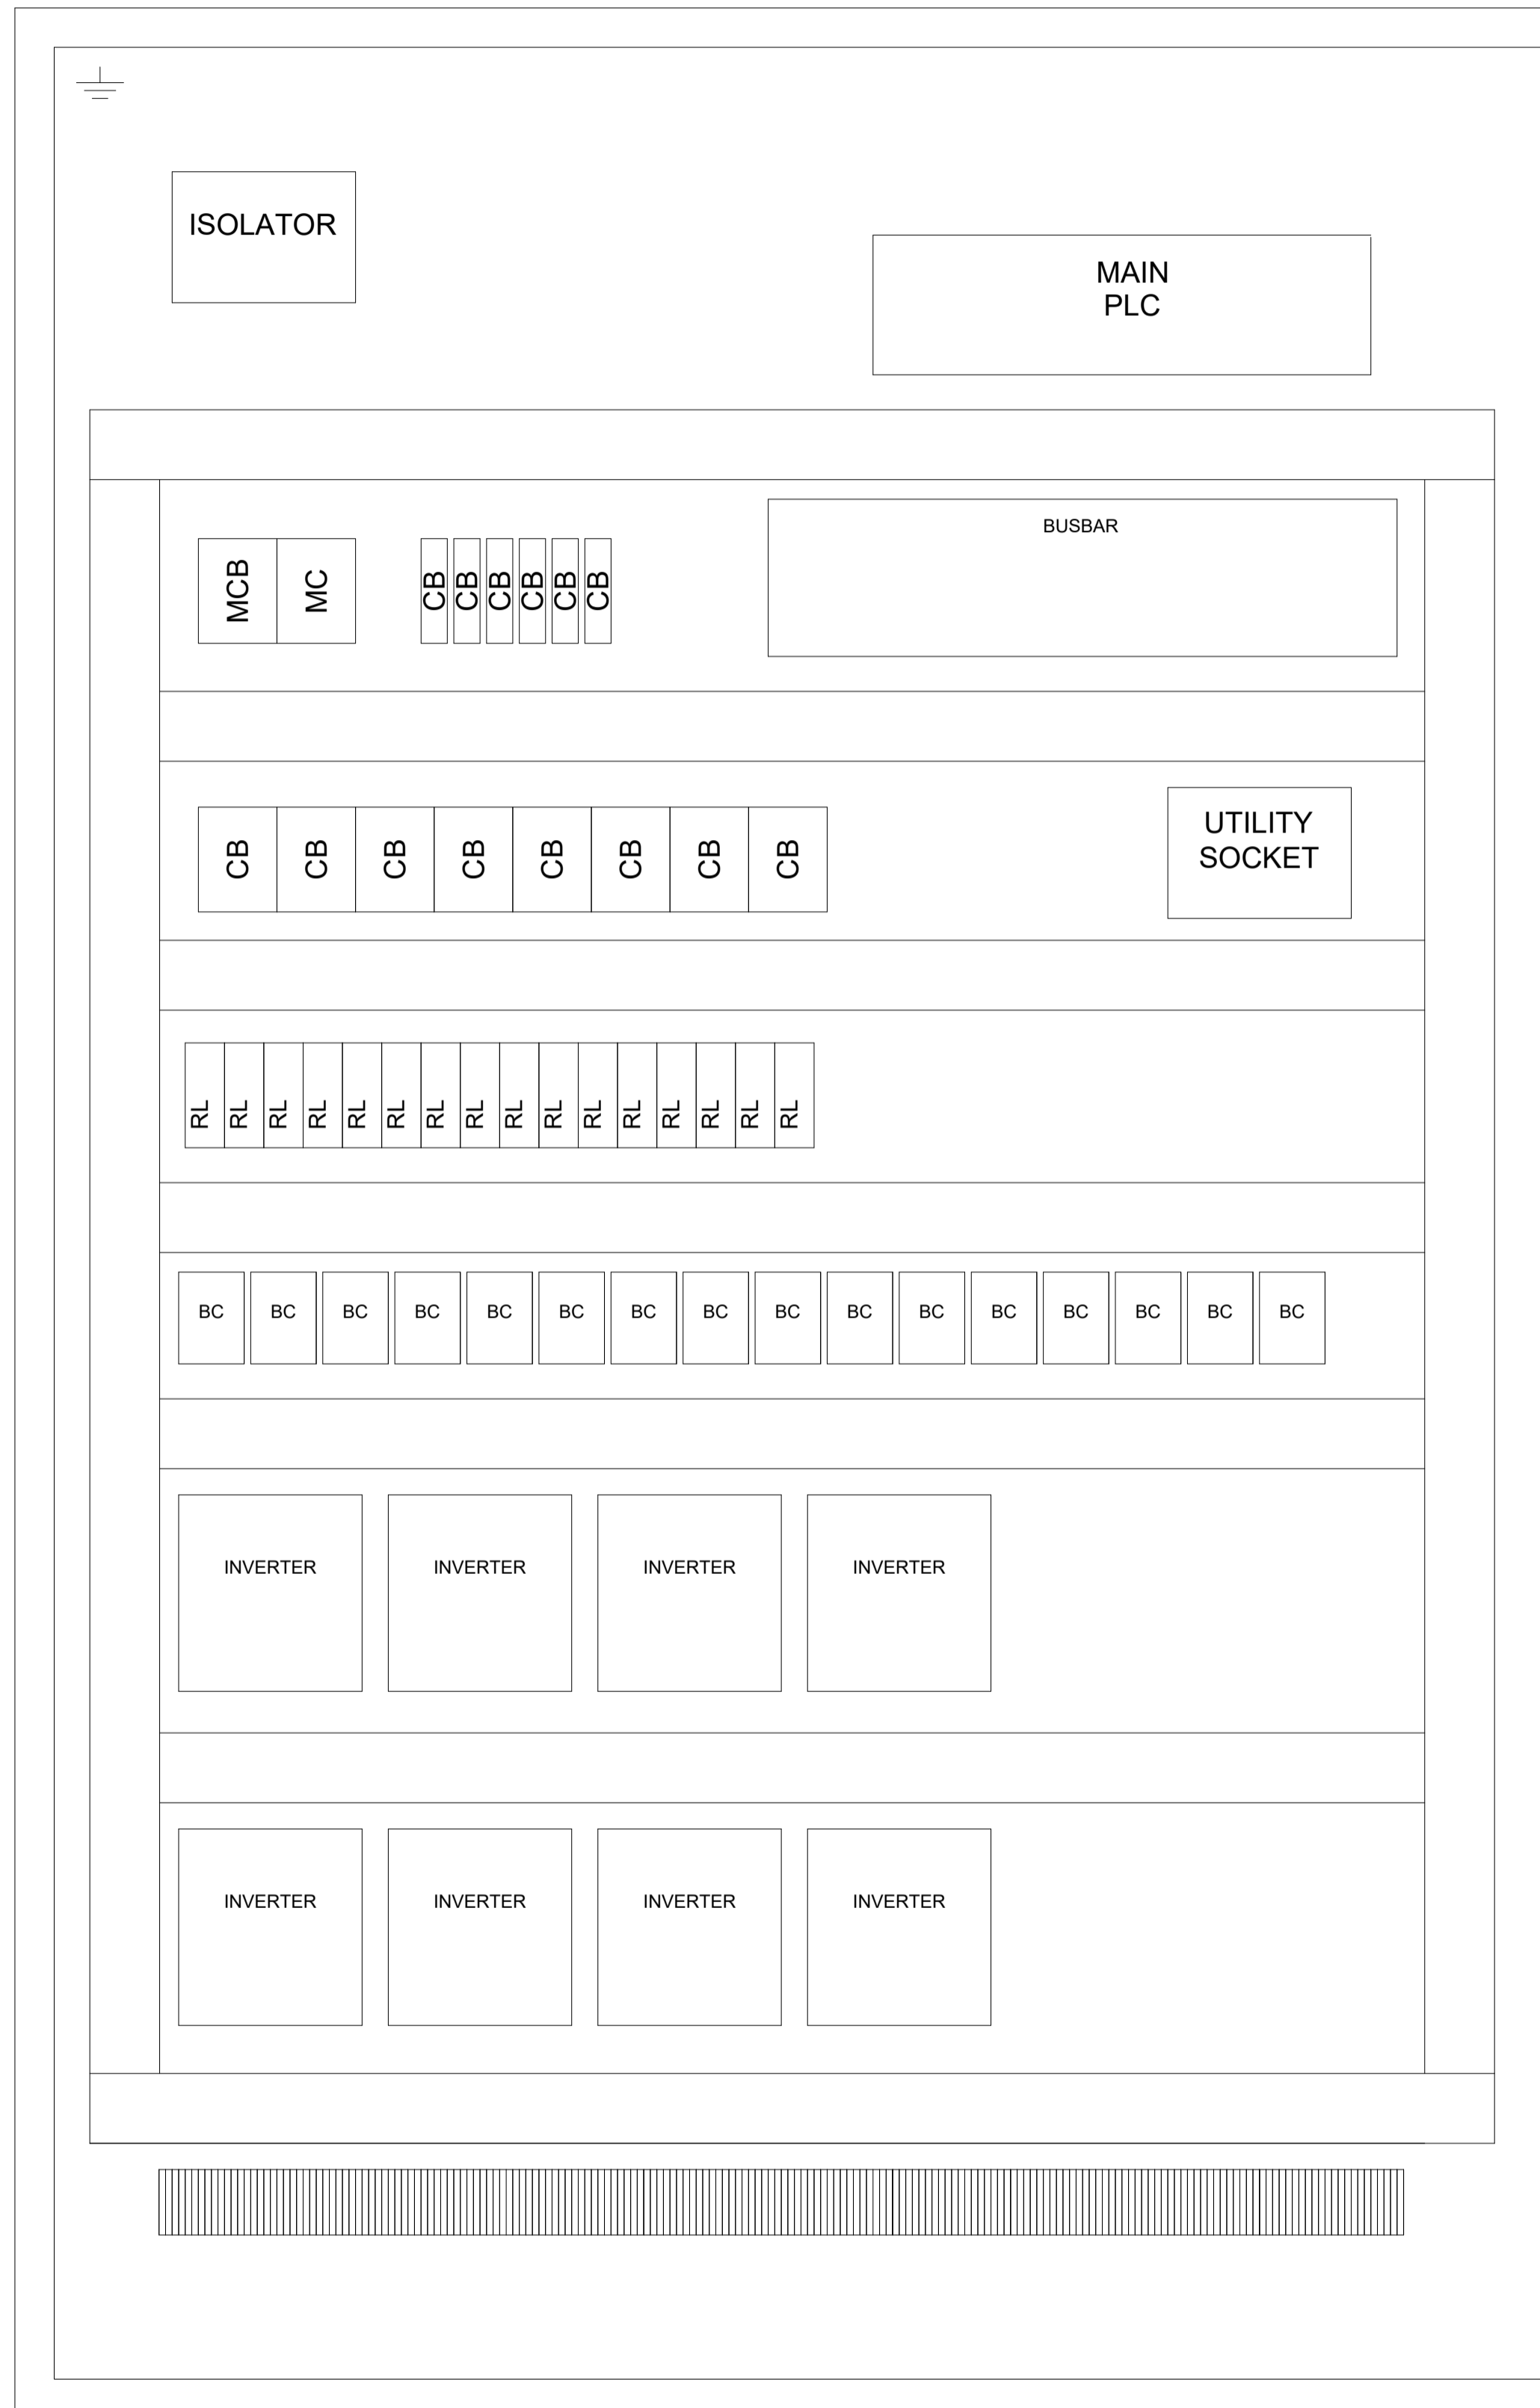 ISOLATOR
MAIN
PLC
MCB MC CB CB CB CB CB CB BUSBAR
CB CB CB CB CB CB CB CB
UTILITY
SOCKET
RL RL RL RL RL RL RL RL RL RL RL RL RL RL RL RL
BC BC BC BC BC BC BC BC BC BC BC BC BC BC BC BC
INVERTER INVERTER INVERTER INVERTER
INVERTER INVERTER INVERTER INVERTER